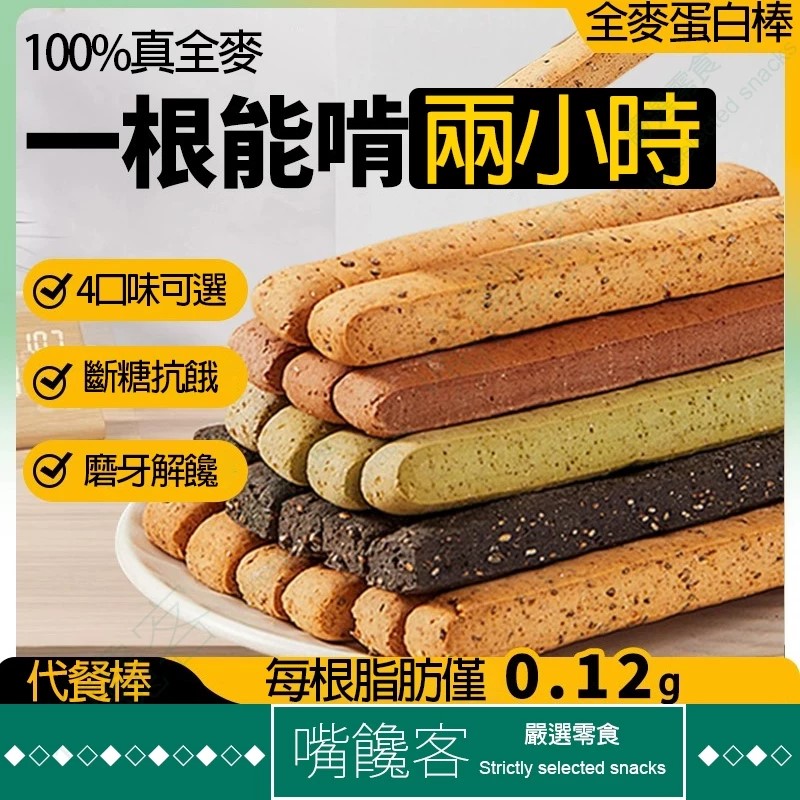 全麥蛋白棒
100%真全麥
一根能啃兩小時
4口味可選
斷糖抗餓
磨牙解饞
代餐棒
每根脂肪僅 0.12g
嘴饞客
嚴選零食
Strictly selected snacks